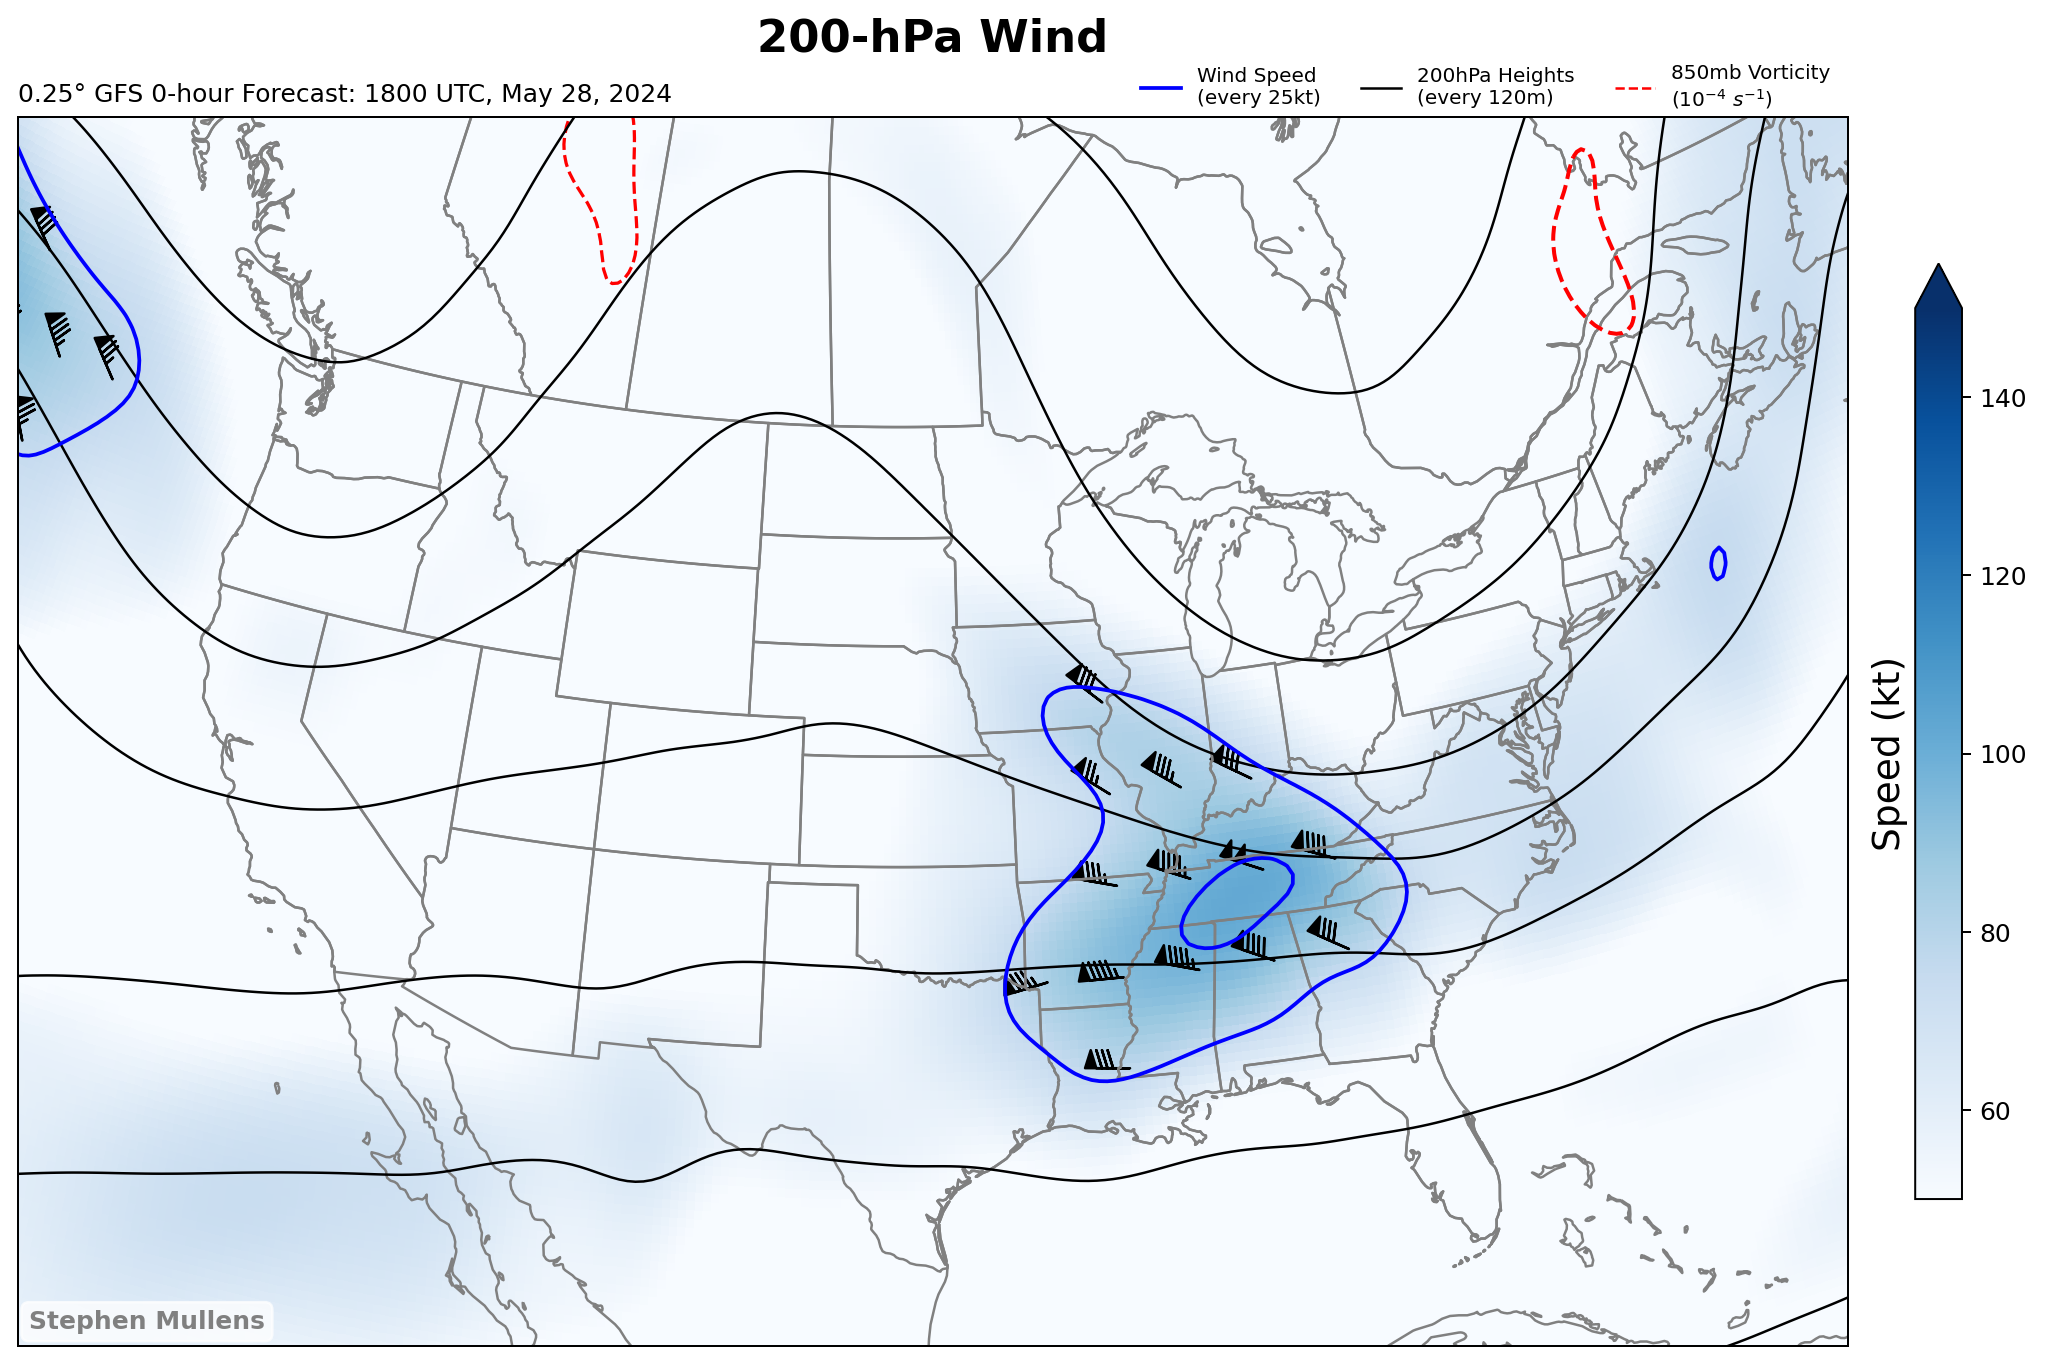 200-hPa Wind
0.25° GFS 0-hour Forecast: 1800 UTC, May 28, 2024
Wind Speed
(every 25kt)
200hPa Heights
(every 120m)
850mb Vorticity
(10⁻⁴ s⁻¹)
140
120
100
80
60
Speed (kt)
Stephen Mullens